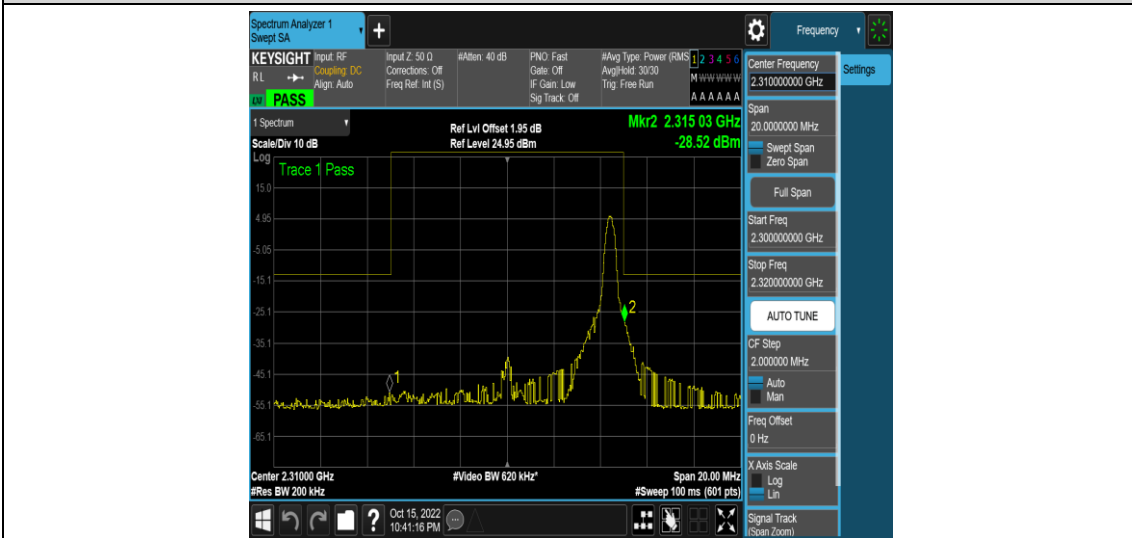 Spectrum Analyzer 1
Swept SA
+
Frequency
KEYSIGHT
RL
PASS
Input: RF
Coupling: DC
Align: Auto
Input Z: 50 Ω
Corrections: Off
Freq Ref: Int (S)
#Atten: 40 dB
PNO: Fast
Gate: Off
IF Gain: Low
Sig Track: Off
#Avg Type: Power (RMS
Avg|Hold: 30/30
Trig: Free Run
1 2 3 4 5 6
M W W W W W
A A A A A A
Center Frequency
2.310000000 GHz
Settings
Span
20.0000000 MHz
Swept Span
Zero Span
Full Span
Start Freq
2.300000000 GHz
Stop Freq
2.320000000 GHz
AUTO TUNE
CF Step
2.000000 MHz
Auto
Man
Freq Offset
0 Hz
X Axis Scale
Log
Lin
Signal Track
(Span Zoom)
1 Spectrum
Scale/Div 10 dB
Ref Lvl Offset 1.95 dB
Ref Level 24.95 dBm
Mkr2 2.315 03 GHz
-28.52 dBm
Log
Trace 1 Pass
15.0
4.95
-5.05
-15.1
-25.1
-35.1
-45.1
-55.1
-65.1
1
2
Center 2.31000 GHz
#Res BW 200 kHz
#Video BW 620 kHz*
Span 20.00 MHz
#Sweep 100 ms (601 pts)
?
Oct 15, 2022
10:41:16 PM